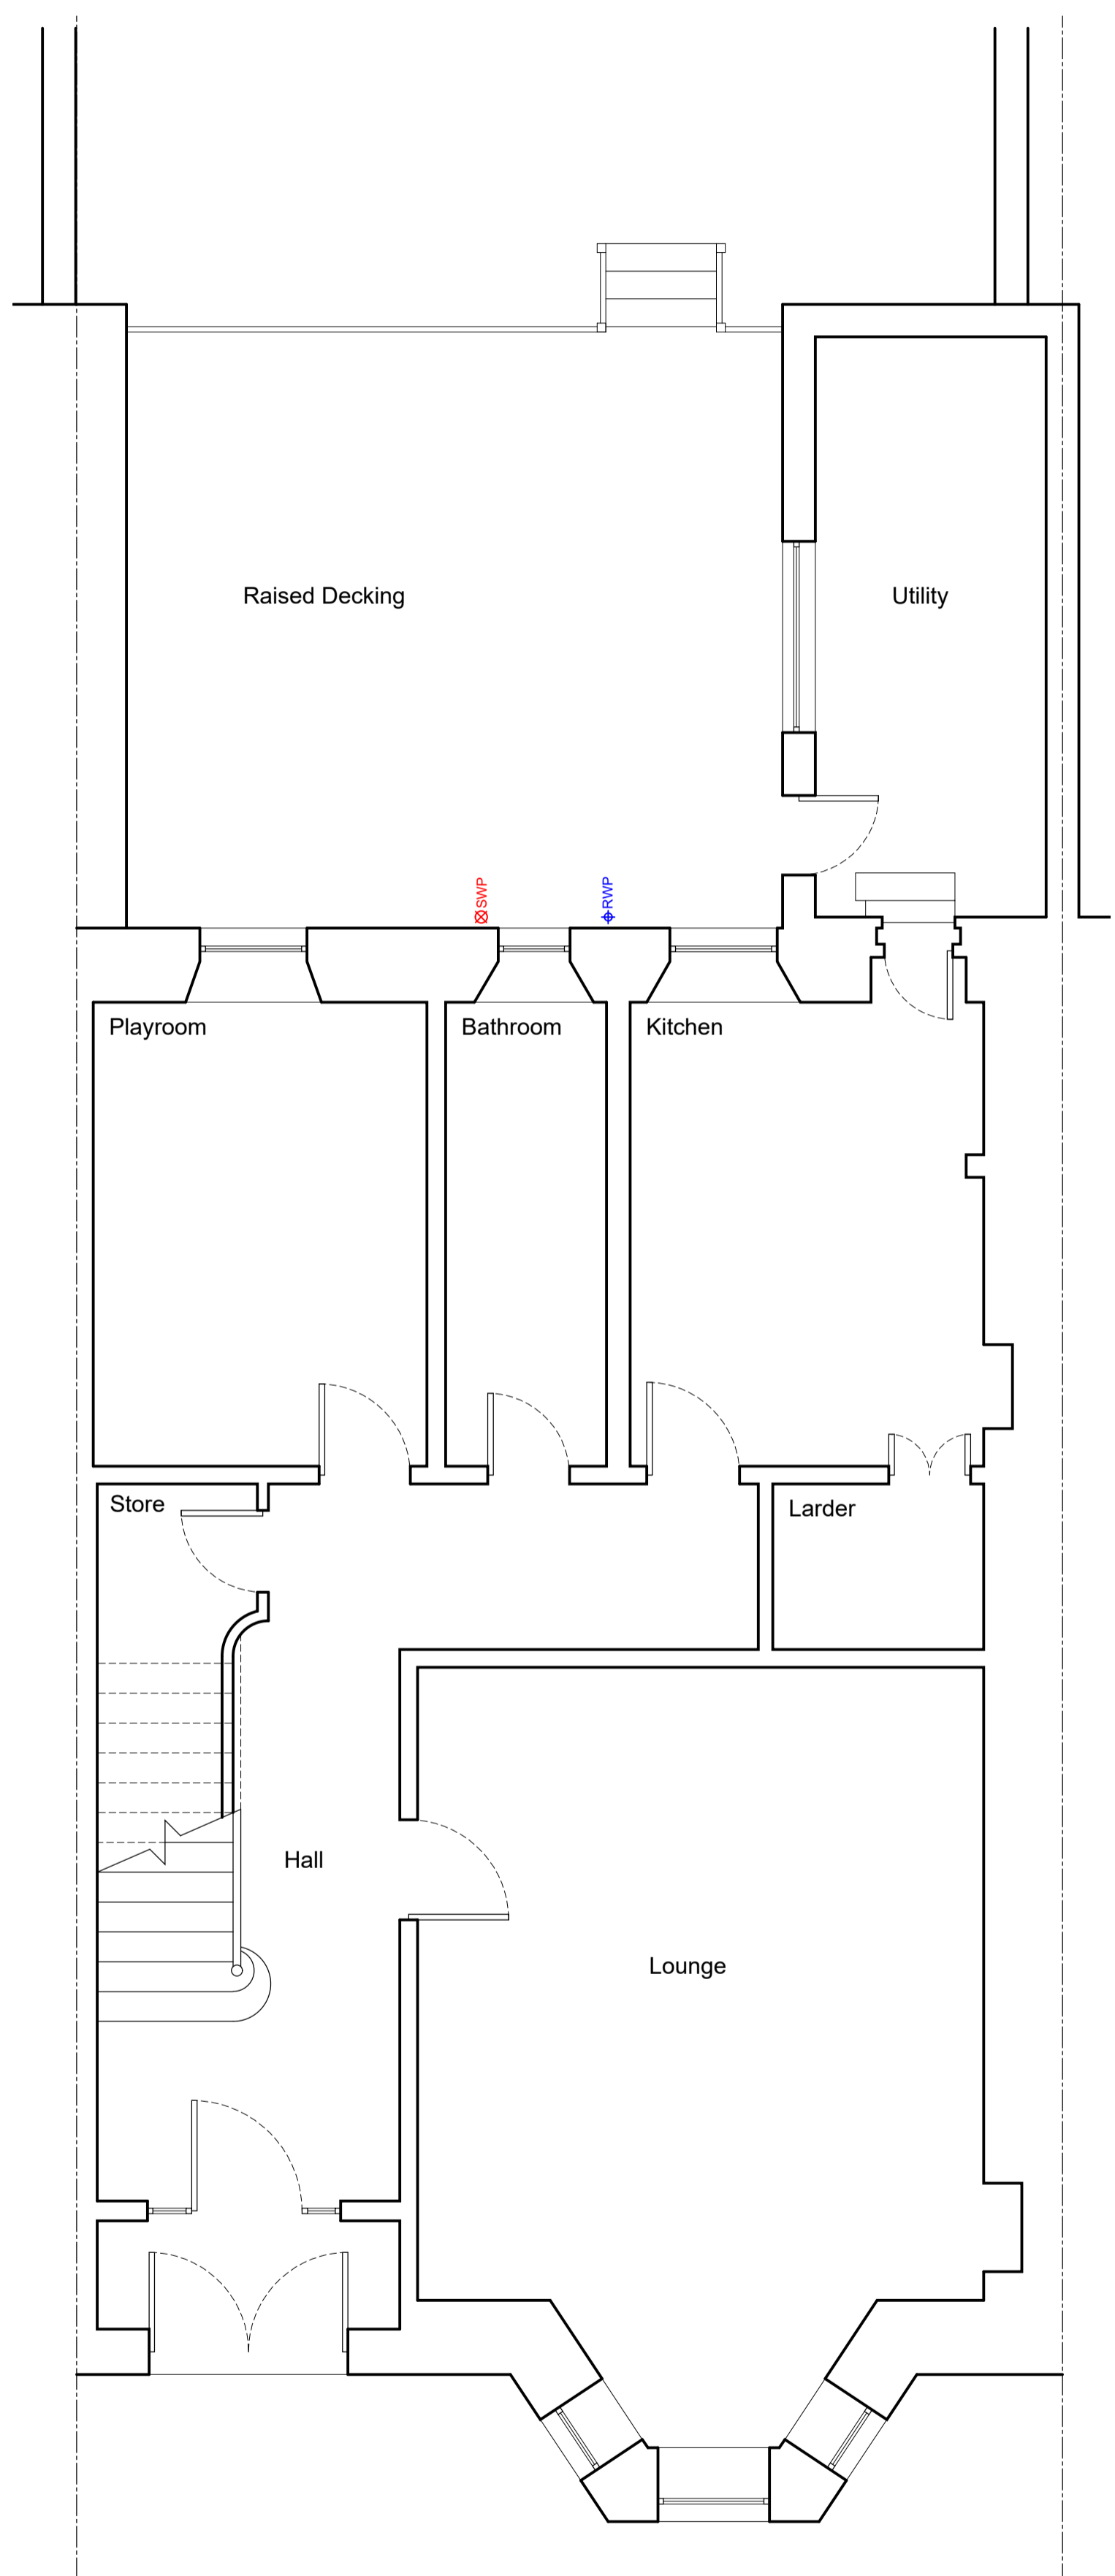 Raised Decking
Utility
SWP
RWP
Playroom
Bathroom
Kitchen
Store
Larder
Hall
Lounge